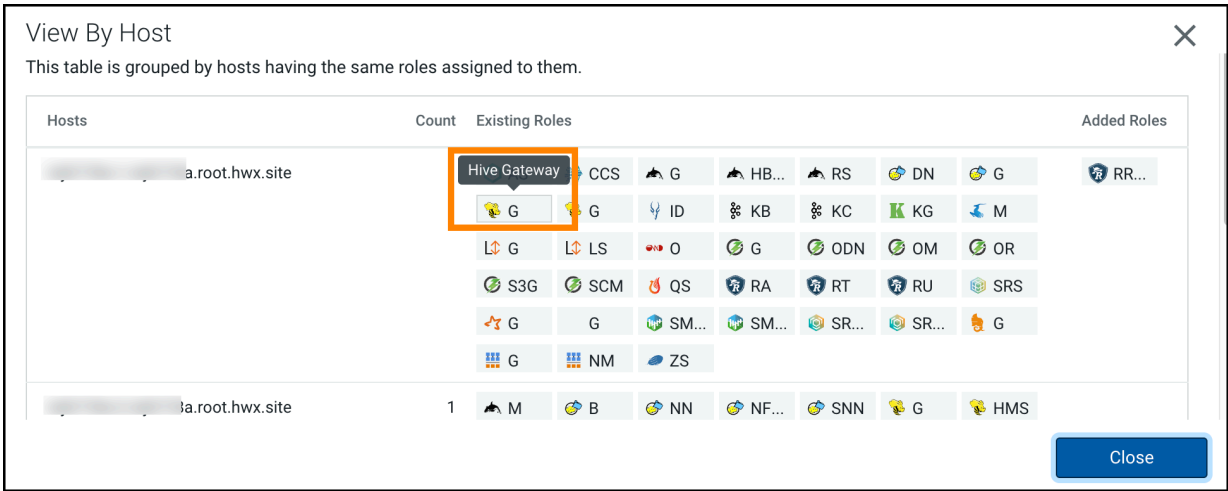 View By Host
This table is grouped by hosts having the same roles assigned to them.
Hosts Count Existing Roles Added Roles
Hive Gateway
a.root.hwx.site CCS G HB... RS DN G RR...
G G ID KB KC KG M
G LS O G ODN OM OR
S3G SCM QS RA RT RU SRS
G G SM... SM... SR... SR... G
G NM ZS
a.root.hwx.site 1 M B NN NF... SNN G HMS
Close